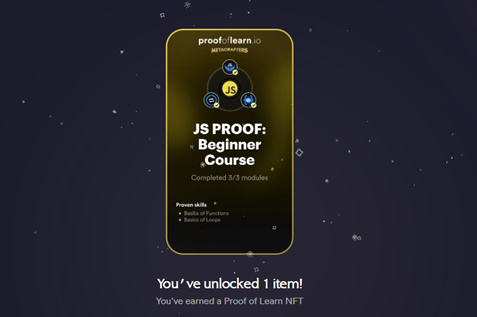 proofoflearn.io
METACRAFTERS
JS
JS PROOF:
Beginner
Course
Completed 3/3 modules
Proven skills
Basics of Functions
Basics of Loops
You've unlocked 1 item!
You've earned a Proof of Learn NFT